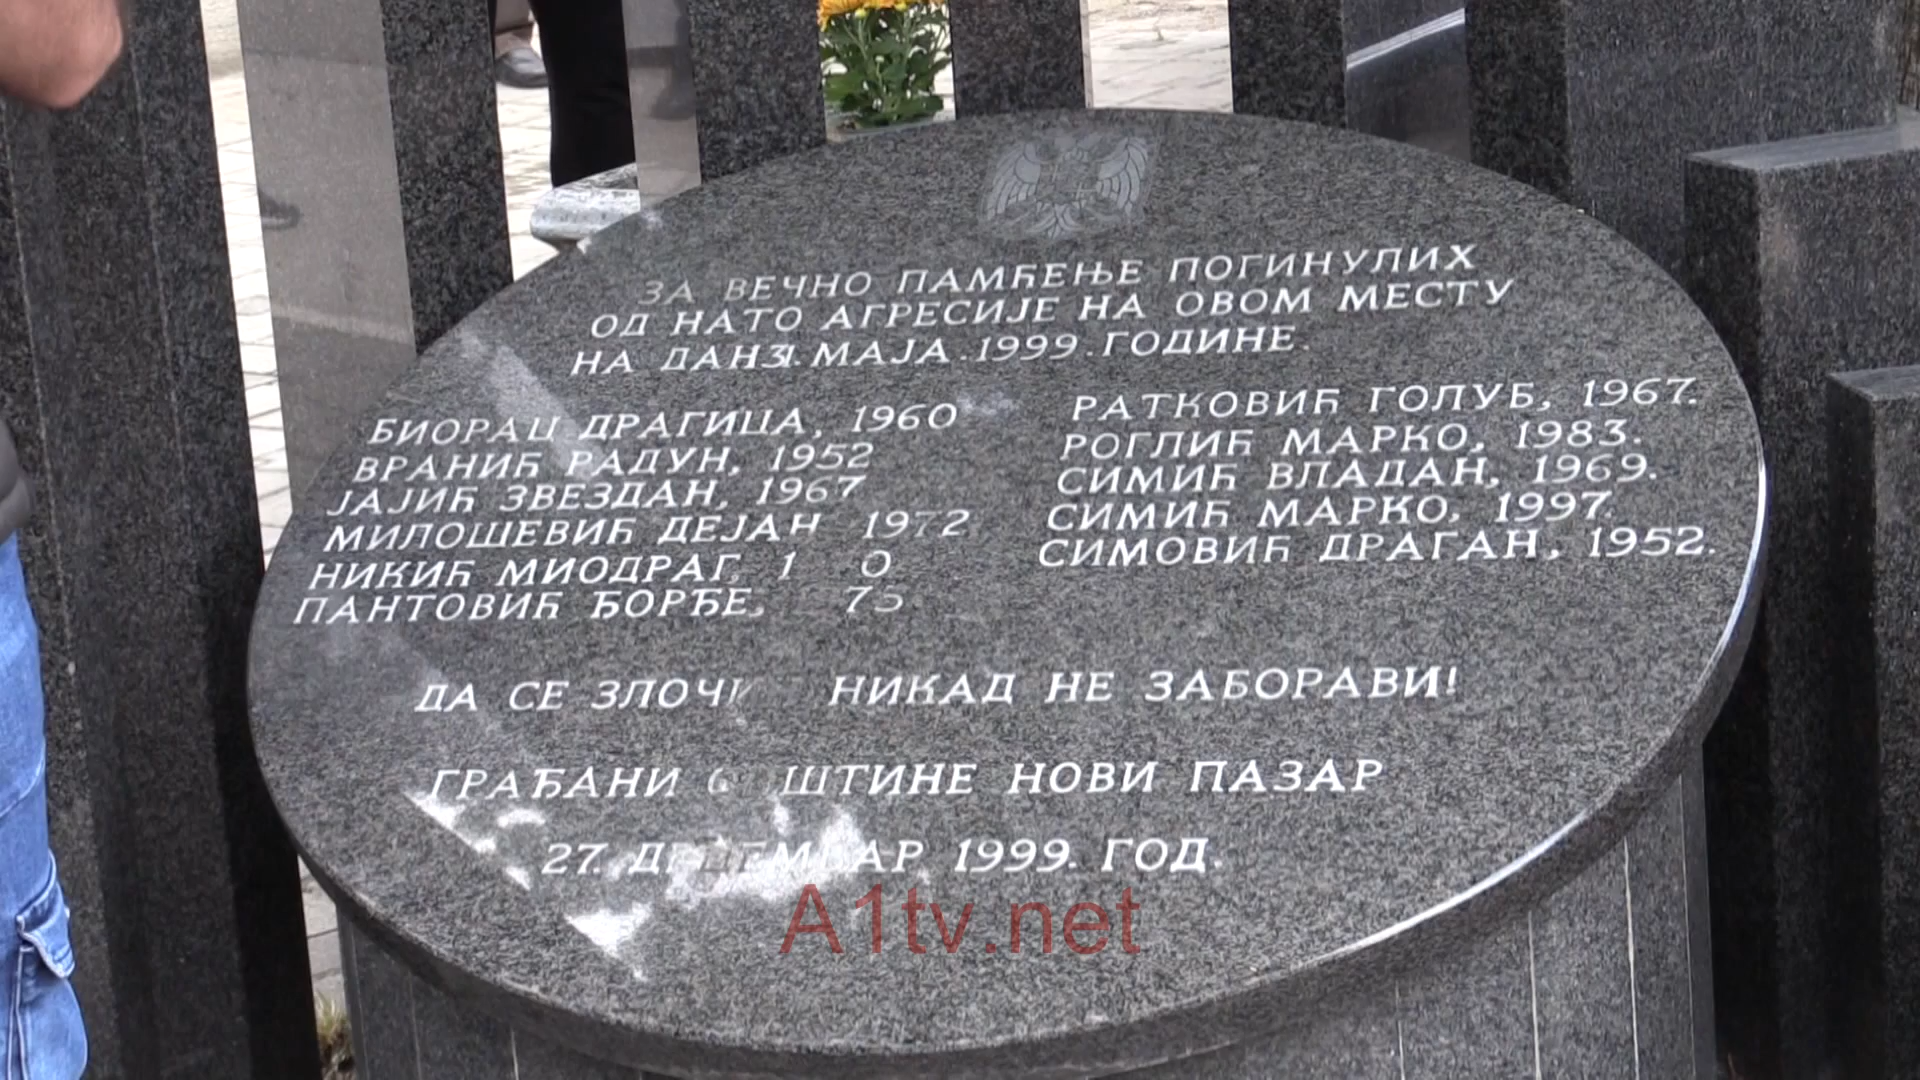 ЗА ВЕЧНО ПАМЋЕЊЕ ПОГИНУЛИХ
ОД НАТО АГРЕСИЈЕ НА ОВОМ МЕСТУ
НА ДАН 31. МАЈА. 1999. ГОДИНЕ.
БИОРАЦ ДРАГИЦА, 1960
ВРАНИЋ РАДУН, 1952
ЈАЈИЋ ЗВЕЗДАН, 1967
МИЛОШЕВИЋ ДЕЈАН 1972
НИКИЋ МИОДРАГ,
ПАНТОВИЋ ЂОРЂЕ,
РАТКОВИЋ ГОЛУБ, 1967.
РОГЛИЋ МАРКО, 1983.
СИМИЋ ВЛАДАН, 1969.
СИМИЋ МАРКО, 1997.
СИМОВИЋ ДРАГАН, 1952.
ДА СЕ ЗЛОЧИ НИКАД НЕ ЗАБОРАВИ!
ГРАЂАНИ ОПШТИНЕ НОВИ ПАЗАР
27. ДЕЦЕМБАР 1999. ГОД.
A1tv.net